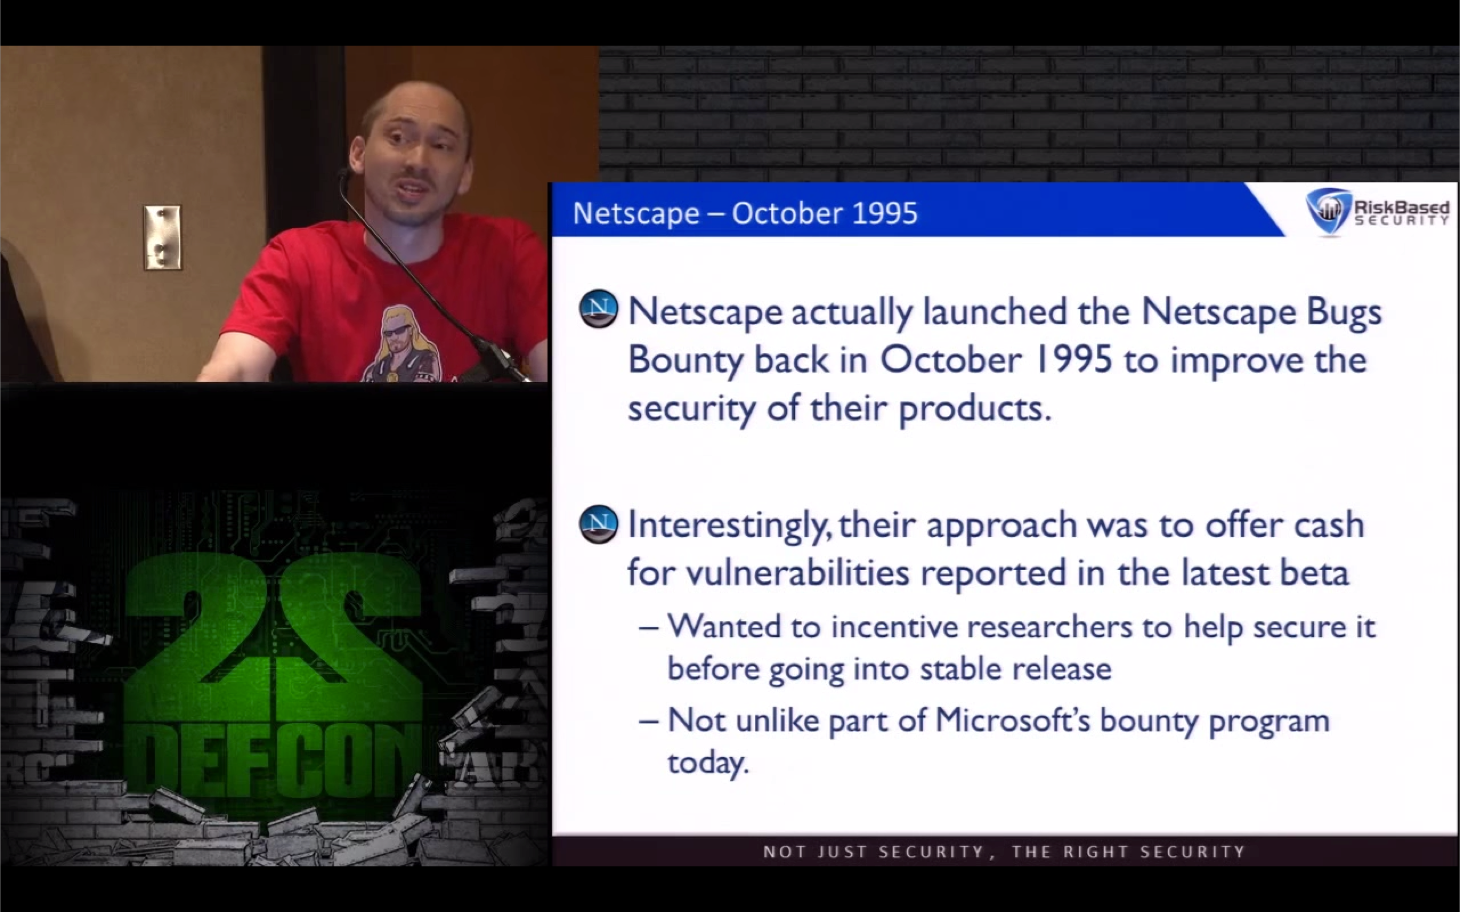 Netscape – October 1995
RiskBased
SECURITY
Netscape actually launched the Netscape Bugs
Bounty back in October 1995 to improve the
security of their products.
Interestingly, their approach was to offer cash
for vulnerabilities reported in the latest beta
– Wanted to incentive researchers to help secure it
before going into stable release
– Not unlike part of Microsoft's bounty program
today.
NOT JUST SECURITY, THE RIGHT SECURITY
22
DEFCON